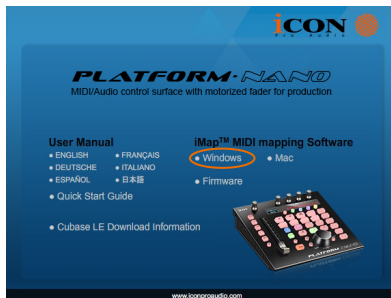 iCON
Pro Audio
PLATFORM·NANO
MIDI/Audio control surface with motorized fader for production
User Manual
• ENGLISH • FRANÇAIS
• DEUTSCHE • ITALIANO
• ESPAÑOL • 日本語
• Quick Start Guide
• Cubase LE Download Information
iMap™ MIDI mapping Software
• Windows • Mac
• Firmware
PLATFORM NANO
www.iconproaudio.com